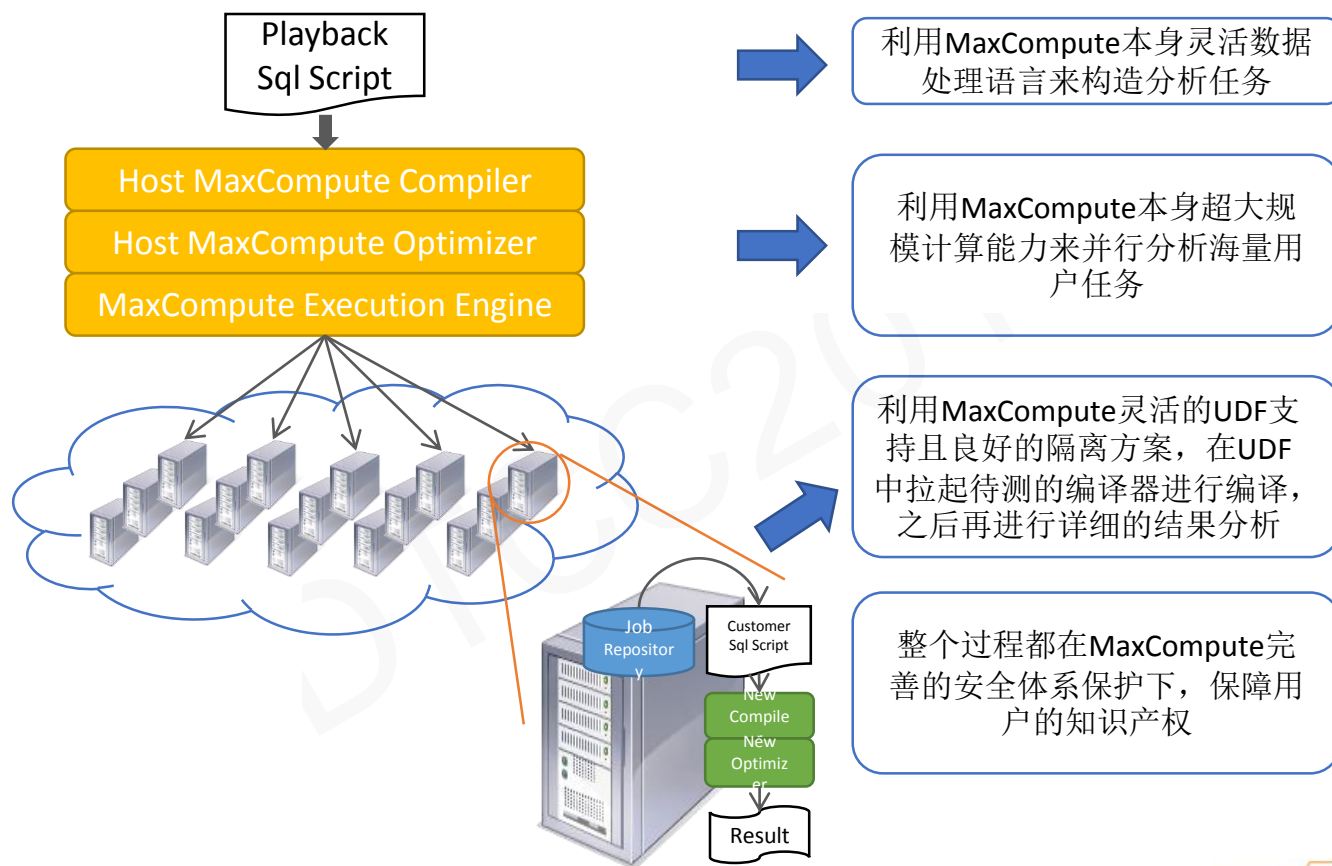 Playback
Sql Script
Host MaxCompute Compiler
Host MaxCompute Optimizer
MaxCompute Execution Engine
Job
Repositor
y
Customer
Sql Script
New
Compile
r
New
Optimiz
er
Result
利用MaxCompute本身灵活数据
处理语言来构造分析任务
利用MaxCompute本身超大规
模计算能力来并行分析海量用
户任务
利用MaxCompute灵活的UDF支
持且良好的隔离方案，在UDF
中拉起待测的编译器进行编译，
之后再进行详细的结果分析
整个过程都在MaxCompute完
善的安全体系保护下，保障用
户的知识产权